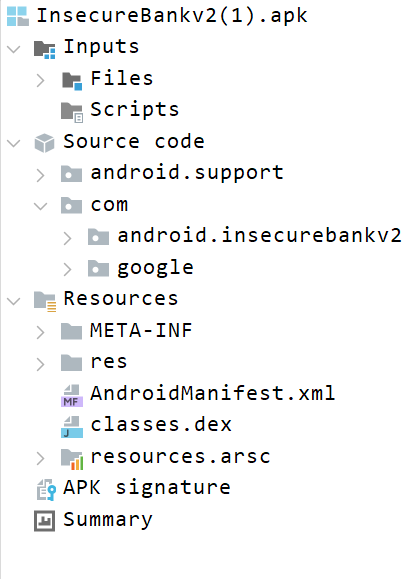 InsecureBankv2(1).apk
Inputs
Files
Scripts
Source code
android.support
com
android.insecurebankv2
google
Resources
META-INF
res
MF AndroidManifest.xml
J classes.dex
resources.arsc
APK signature
Summary